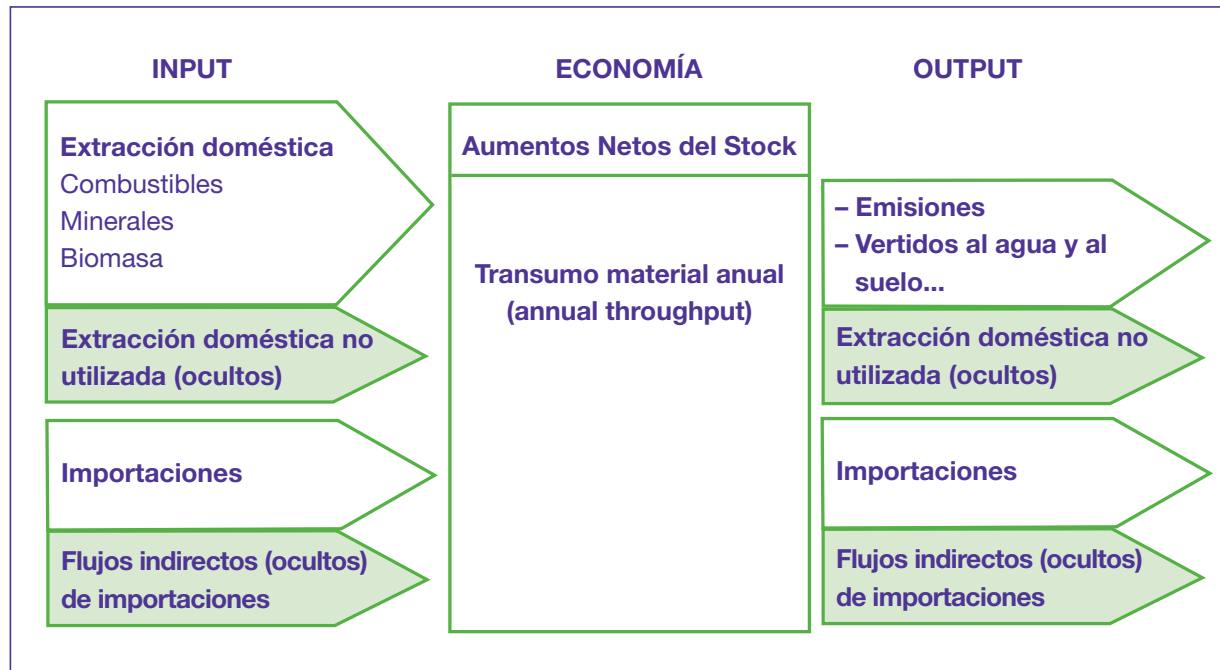 INPUT
ECONOMÍA
OUTPUT
Extracción doméstica
Combustibles
Minerales
Biomasa
Extracción doméstica no
utilizada (ocultos)
Importaciones
Flujos indirectos (ocultos)
de importaciones
Aumentos Netos del Stock
Transumo material anual
(annual throughput)
– Emisiones
– Vertidos al agua y al
suelo...
Extracción doméstica no
utilizada (ocultos)
Importaciones
Flujos indirectos (ocultos)
de importaciones